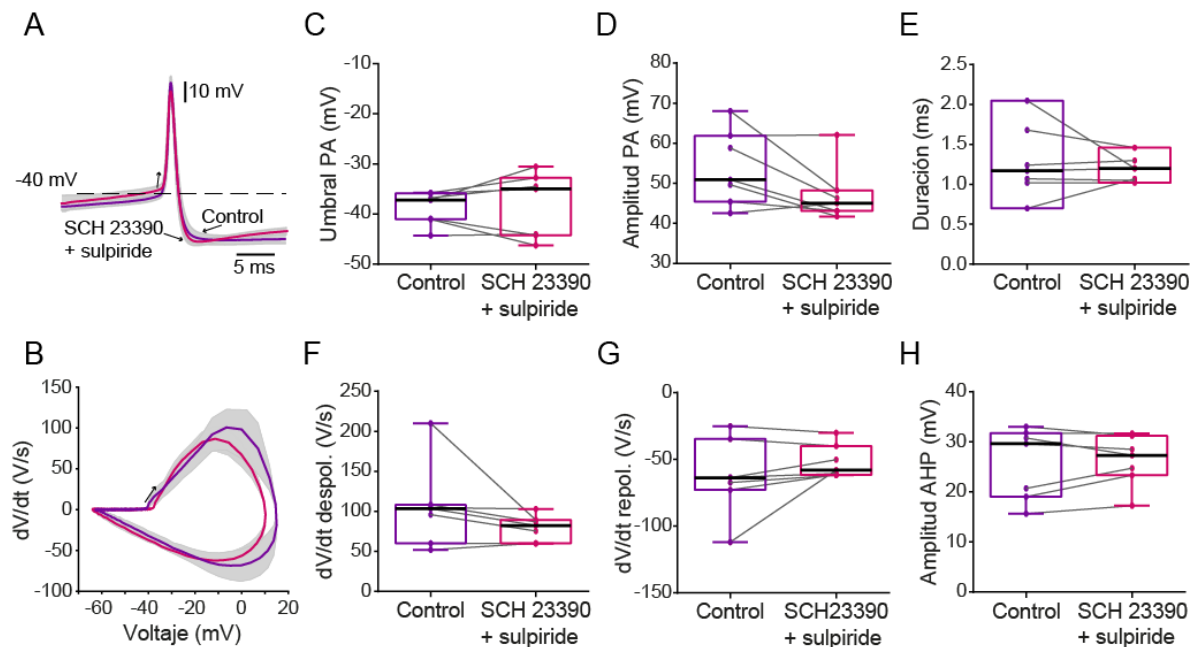 A
10 mV
-40 mV
Control
SCH 23390
+ sulpiride
5 ms
C
Umbral PA (mV)
-10
-20
-30
-40
-50
Control
SCH 23390
+ sulpiride
D
Amplitud PA (mV)
80
70
60
50
40
30
Control
SCH 23390
+ sulpiride
E
Duración (ms)
2.5
2.0
1.5
1.0
0.5
0.0
Control
SCH 23390
+ sulpiride
B
dV/dt (V/s)
150
100
50
0
50
-100
-60
-40
-20
0
20
Voltaje (mV)
F
dV/dt despol. (V/s)
250
200
150
100
50
0
Control
SCH 23390
+ sulpiride
G
dV/dt repol. (V/s)
0
-50
-100
-150
Control
SCH23390
+ sulpiride
H
Amplitud AHP (mV)
40
30
20
10
0
Control
SCH 23390
+ sulpiride